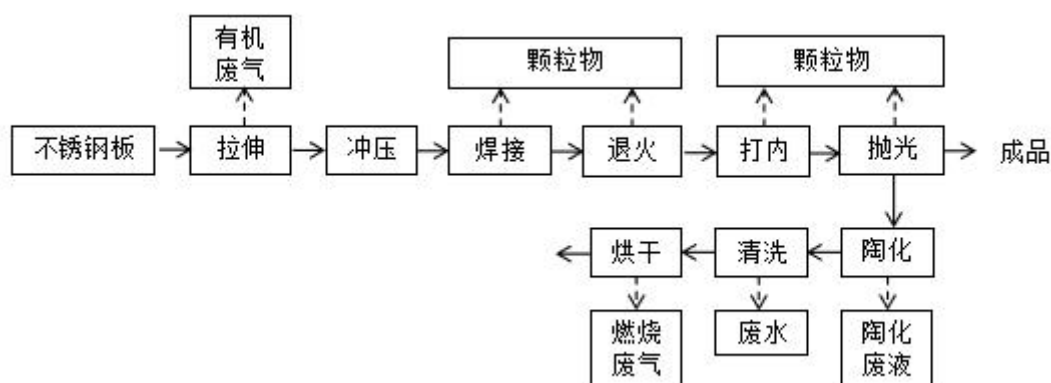 有机
废气
颗粒物
颗粒物
不锈钢板
拉伸
冲压
焊接
退火
打内
抛光
成品
烘干
清洗
陶化
燃烧
废气
废水
陶化
废液